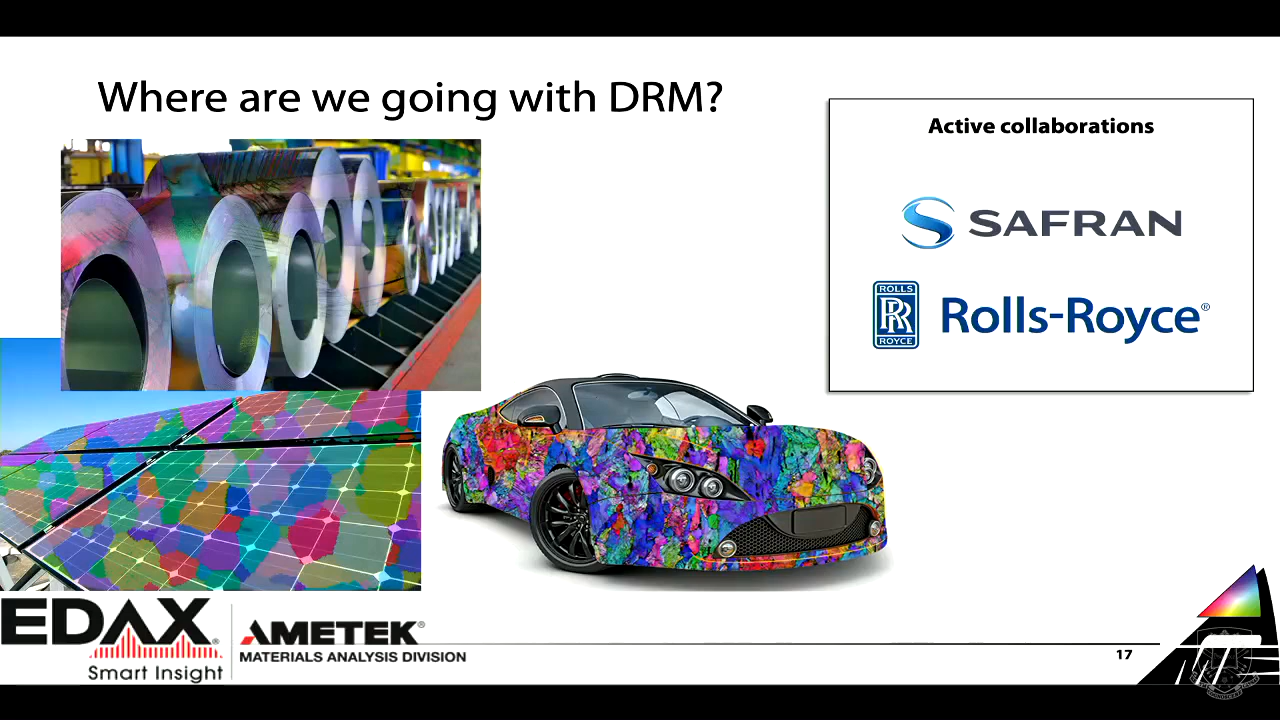 Where are we going with DRM?
Active collaborations
SAFRAN
ROLLS
RR
ROYCE
Rolls-Royce®
EDAX®
Smart Insight
AMETEK®
MATERIALS ANALYSIS DIVISION
17